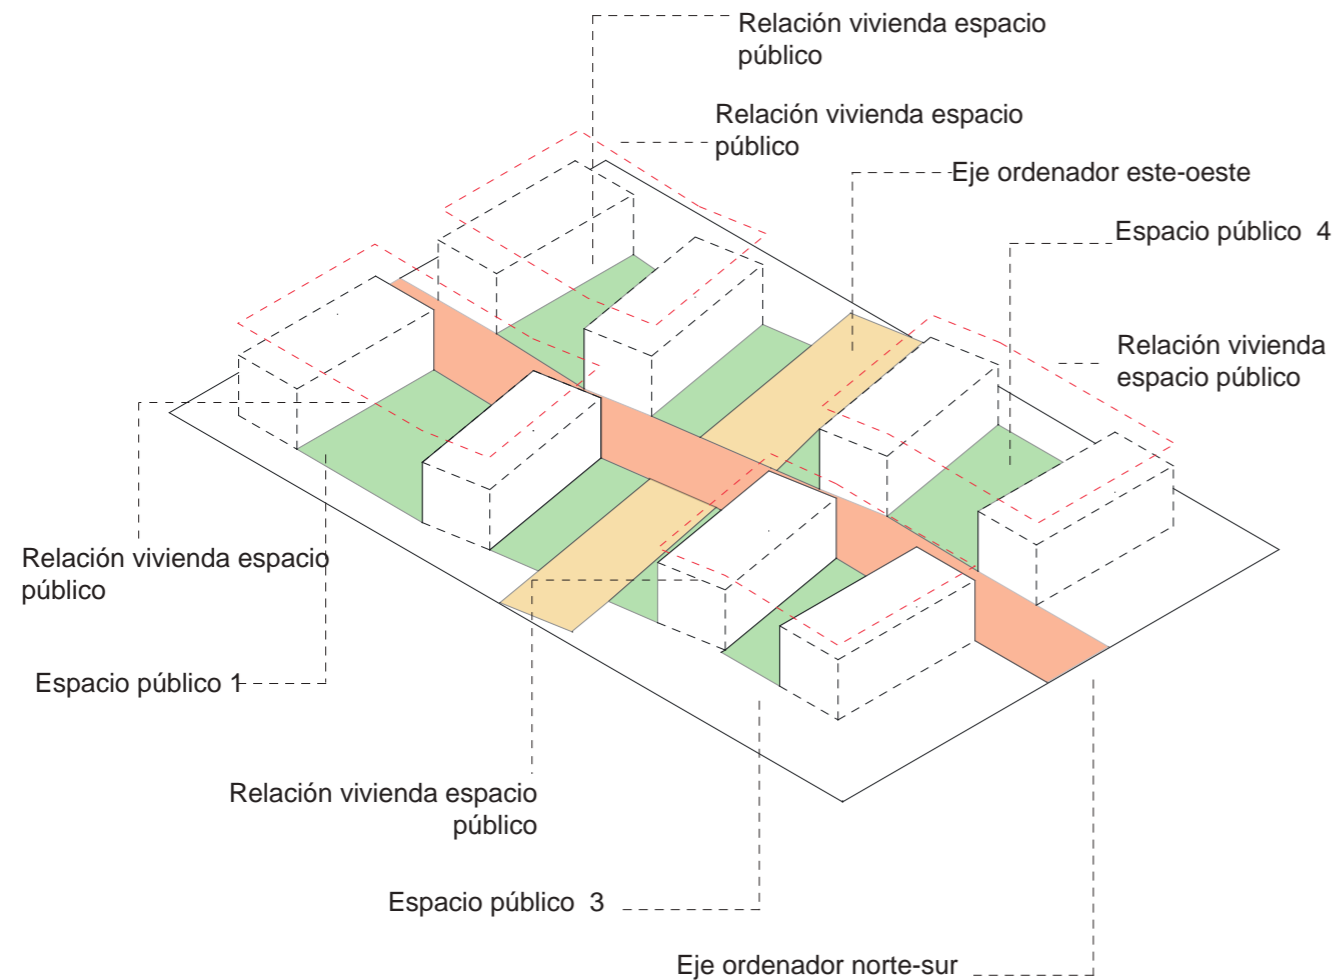 Relación vivienda espacio
público
Relación vivienda espacio
público
Eje ordenador este-oeste
Espacio público  4
Relación vivienda
espacio público
Relación vivienda espacio
público
Espacio público 1
Relación vivienda espacio
público
Espacio público  3
Eje ordenador norte-sur